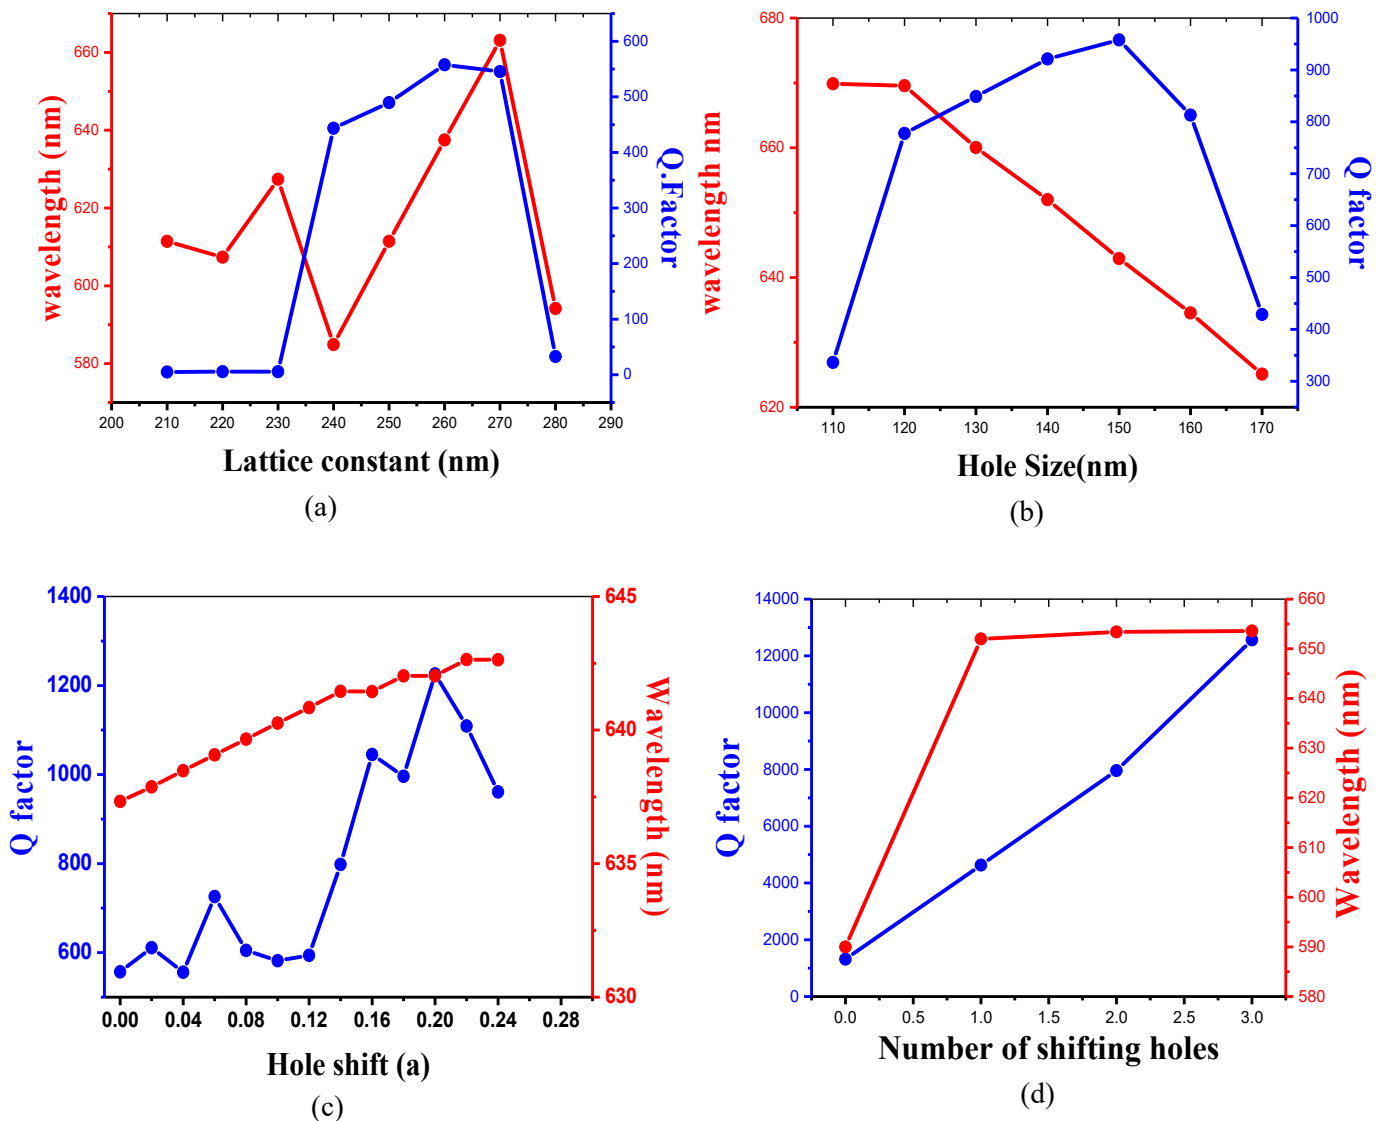 660
640
620
600
580
wavelength (nm)
600
500
400
300
200
100
0
Q.Factor
200 210 220 230 240 250 260 270 280 290
Lattice constant (nm)
(a)
680
660
640
620
wavelength nm
1000
900
800
700
600
500
400
300
Q factor
110 120 130 140 150 160 170
Hole Size(nm)
(b)
1400
1200
1000
800
600
Q factor
645
640
635
630
Wavelength (nm)
0.00 0.04 0.08 0.12 0.16 0.20 0.24 0.28
Hole shift (a)
(c)
14000
12000
10000
8000
6000
4000
2000
0
Q factor
660
650
640
630
620
610
600
590
580
Wavelength (nm)
0.0 0.5 1.0 1.5 2.0 2.5 3.0
Number of shifting holes
(d)